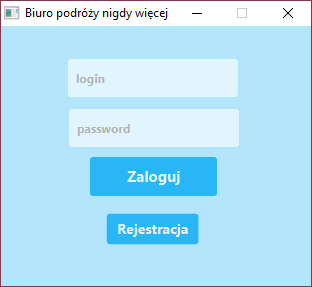 Biuro podróży nigdy więcej
login
password
Zaloguj
Rejestracja